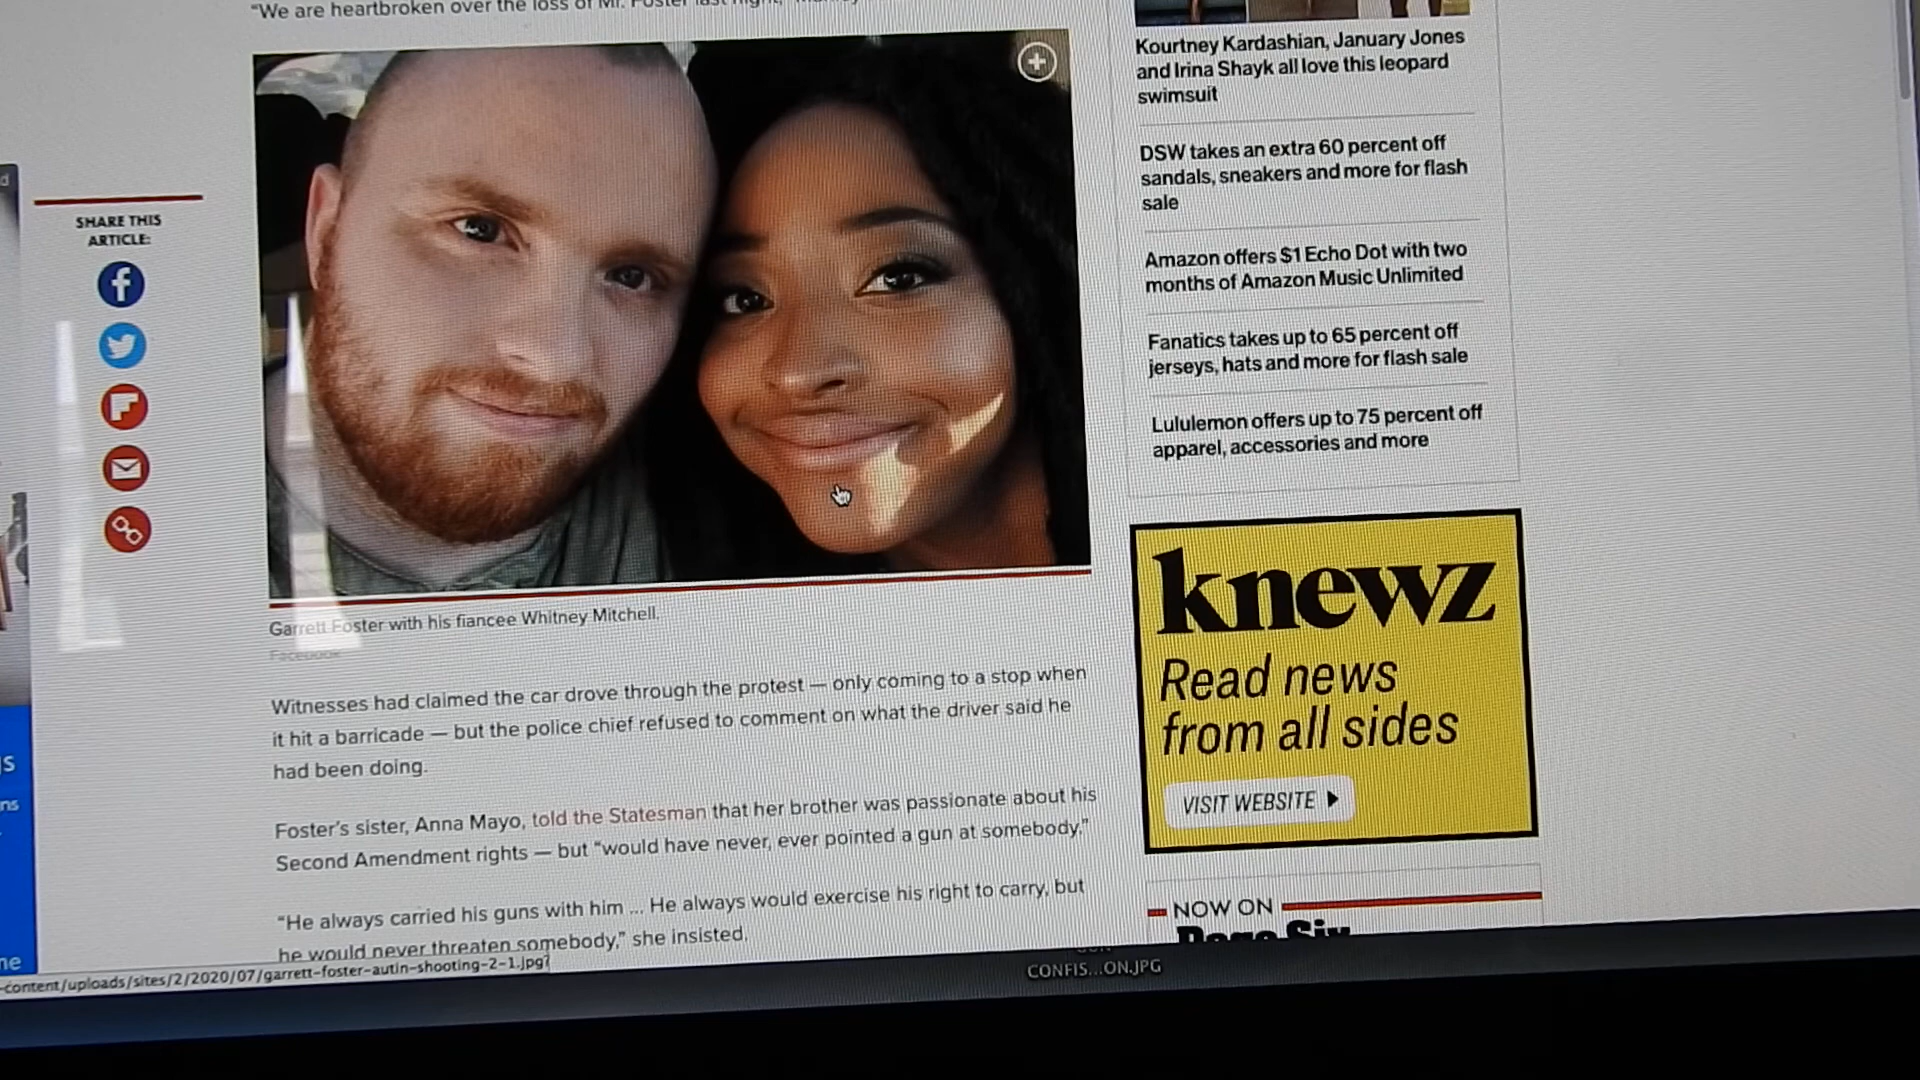 "We are heartbroken over the loss of Mr. Foster last night,"
SHARE THIS
ARTICLE:
Garrett Foster with his fiancee Whitney Mitchell.
Facebook
Witnesses had claimed the car drove through the protest — only coming to a stop when
it hit a barricade — but the police chief refused to comment on what the driver said he
had been doing.
Foster's sister, Anna Mayo, told the Statesman that her brother was passionate about his
Second Amendment rights — but "would have never, ever pointed a gun at somebody."
"He always carried his guns with him ... He always would exercise his right to carry, but
he would never threaten somebody," she insisted.
-content/uploads/sites/2/2020/07/garrett-foster-autin-shooting-2-1.jpg?
Kourtney Kardashian, January Jones
and Irina Shayk all love this leopard
swimsuit
DSW takes an extra 60 percent off
sandals, sneakers and more for flash
sale
Amazon offers $1 Echo Dot with two
months of Amazon Music Unlimited
Fanatics takes up to 65 percent off
jerseys, hats and more for flash sale
Lululemon offers up to 75 percent off
apparel, accessories and more
knewz
Read news
from all sides
VISIT WEBSITE
NOW ON
Page Six
CONFIS...ON.JPG